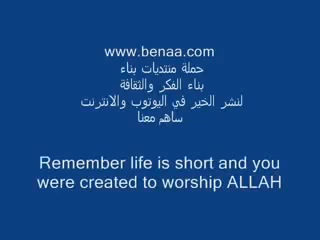 www.benaa.com
حملة منتديات بناء
بناء الفكر والثقافة
لنشر الخير في اليوتوب والانترنت
ساهم معنا
Remember life is short and you
were created to worship ALLAH